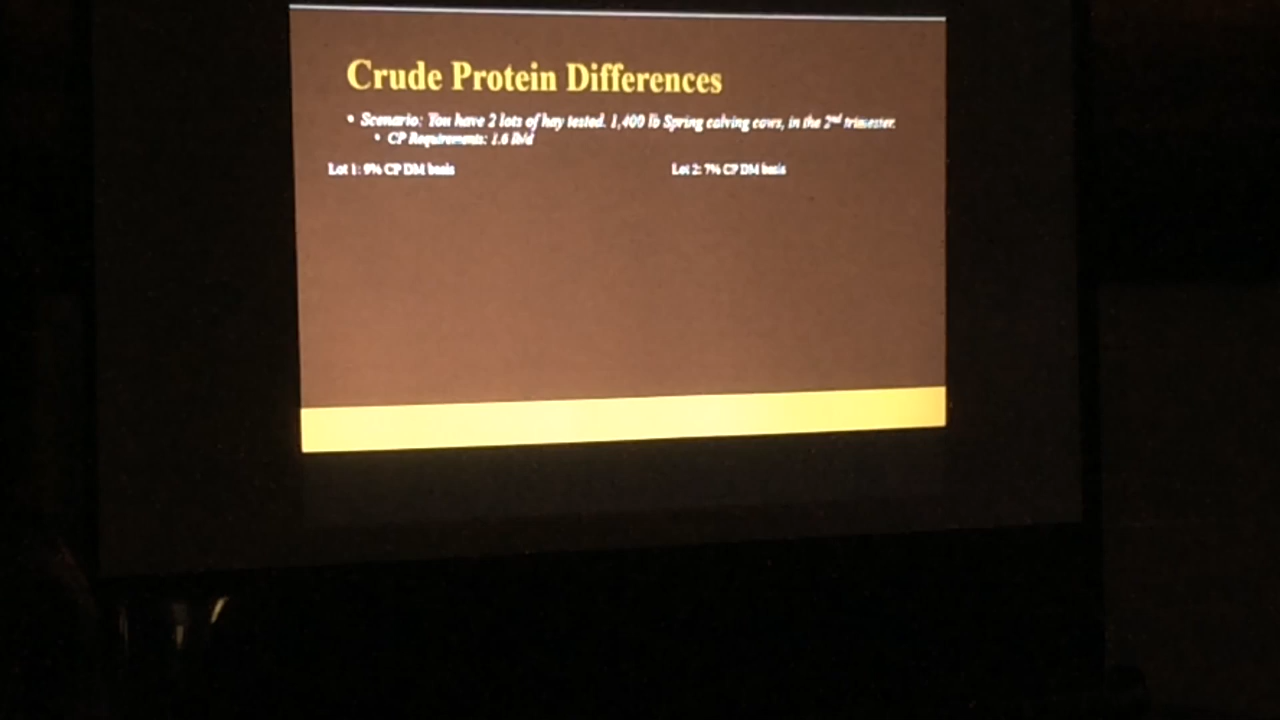 Crude Protein Differences
• Scenario: You have 2 lots of hay tested. 1,400 lb Spring calving cows, in the 2nd trimester.
• CP Requirements: 1.6 lb/d
Lot 1: 9% CP DM basis
Lot 2: 7% CP DM basis